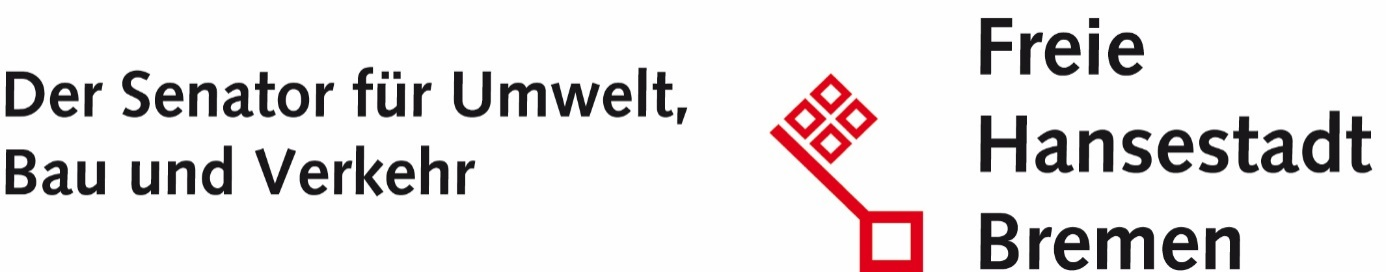 Der Senator für Umwelt,
Bau und Verkehr
Freie
Hansestadt
Bremen